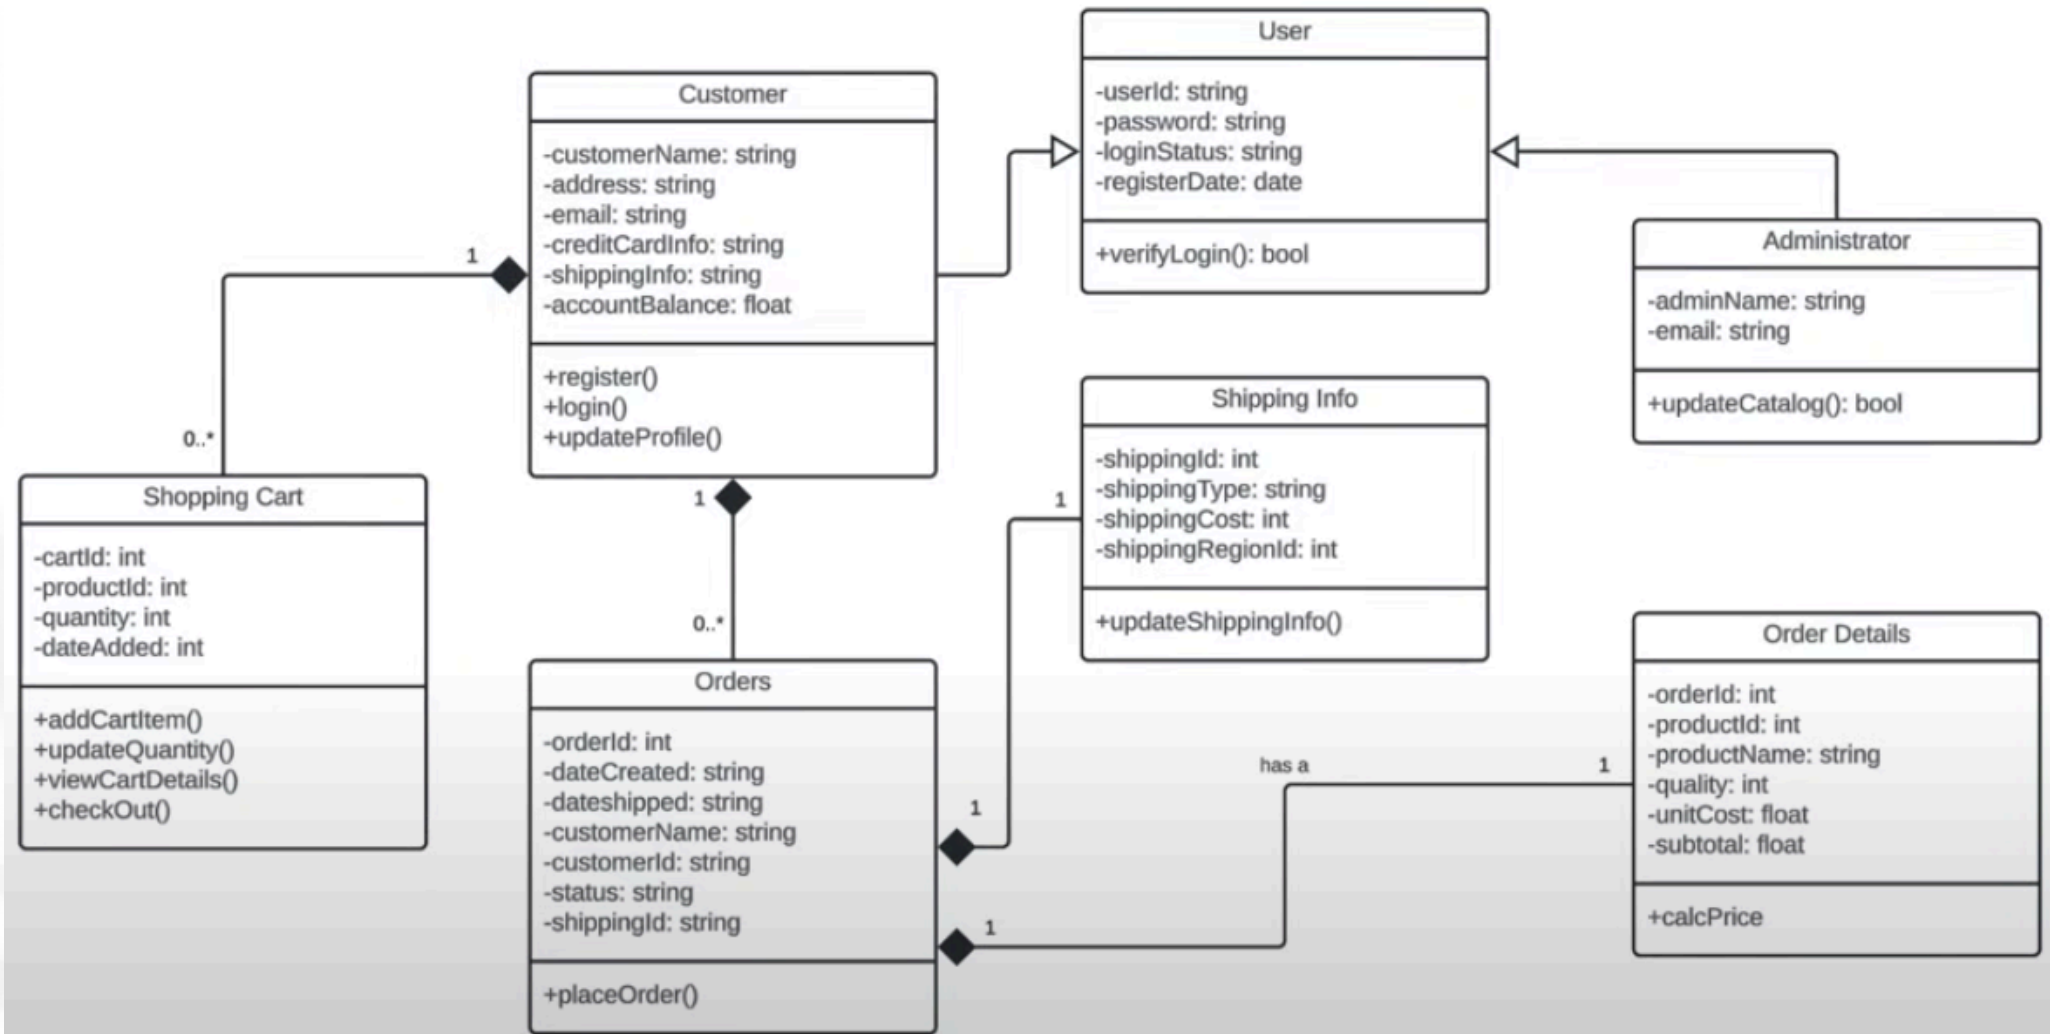 User
-userId: string
-password: string
-loginStatus: string
-registerDate: date
+verifyLogin(): bool
Customer
-customerName: string
-address: string
-email: string
-creditCardInfo: string
-shippingInfo: string
-accountBalance: float
+register()
+login()
+updateProfile()
Administrator
-adminName: string
-email: string
+updateCatalog(): bool
1
0..*
Shopping Cart
-cartId: int
-productId: int
-quantity: int
-dateAdded: int
+addCartItem()
+updateQuantity()
+viewCartDetails()
+checkOut()
1
0..*
Shipping Info
-shippingId: int
-shippingType: string
-shippingCost: int
-shippingRegionId: int
+updateShippingInfo()
1
Orders
-orderId: int
-dateCreated: string
-dateshipped: string
-customerName: string
-customerId: string
-status: string
-shippingId: string
+placeOrder()
1
1
has a
1
Order Details
-orderId: int
-productId: int
-productName: string
-quality: int
-unitCost: float
-subtotal: float
+calcPrice